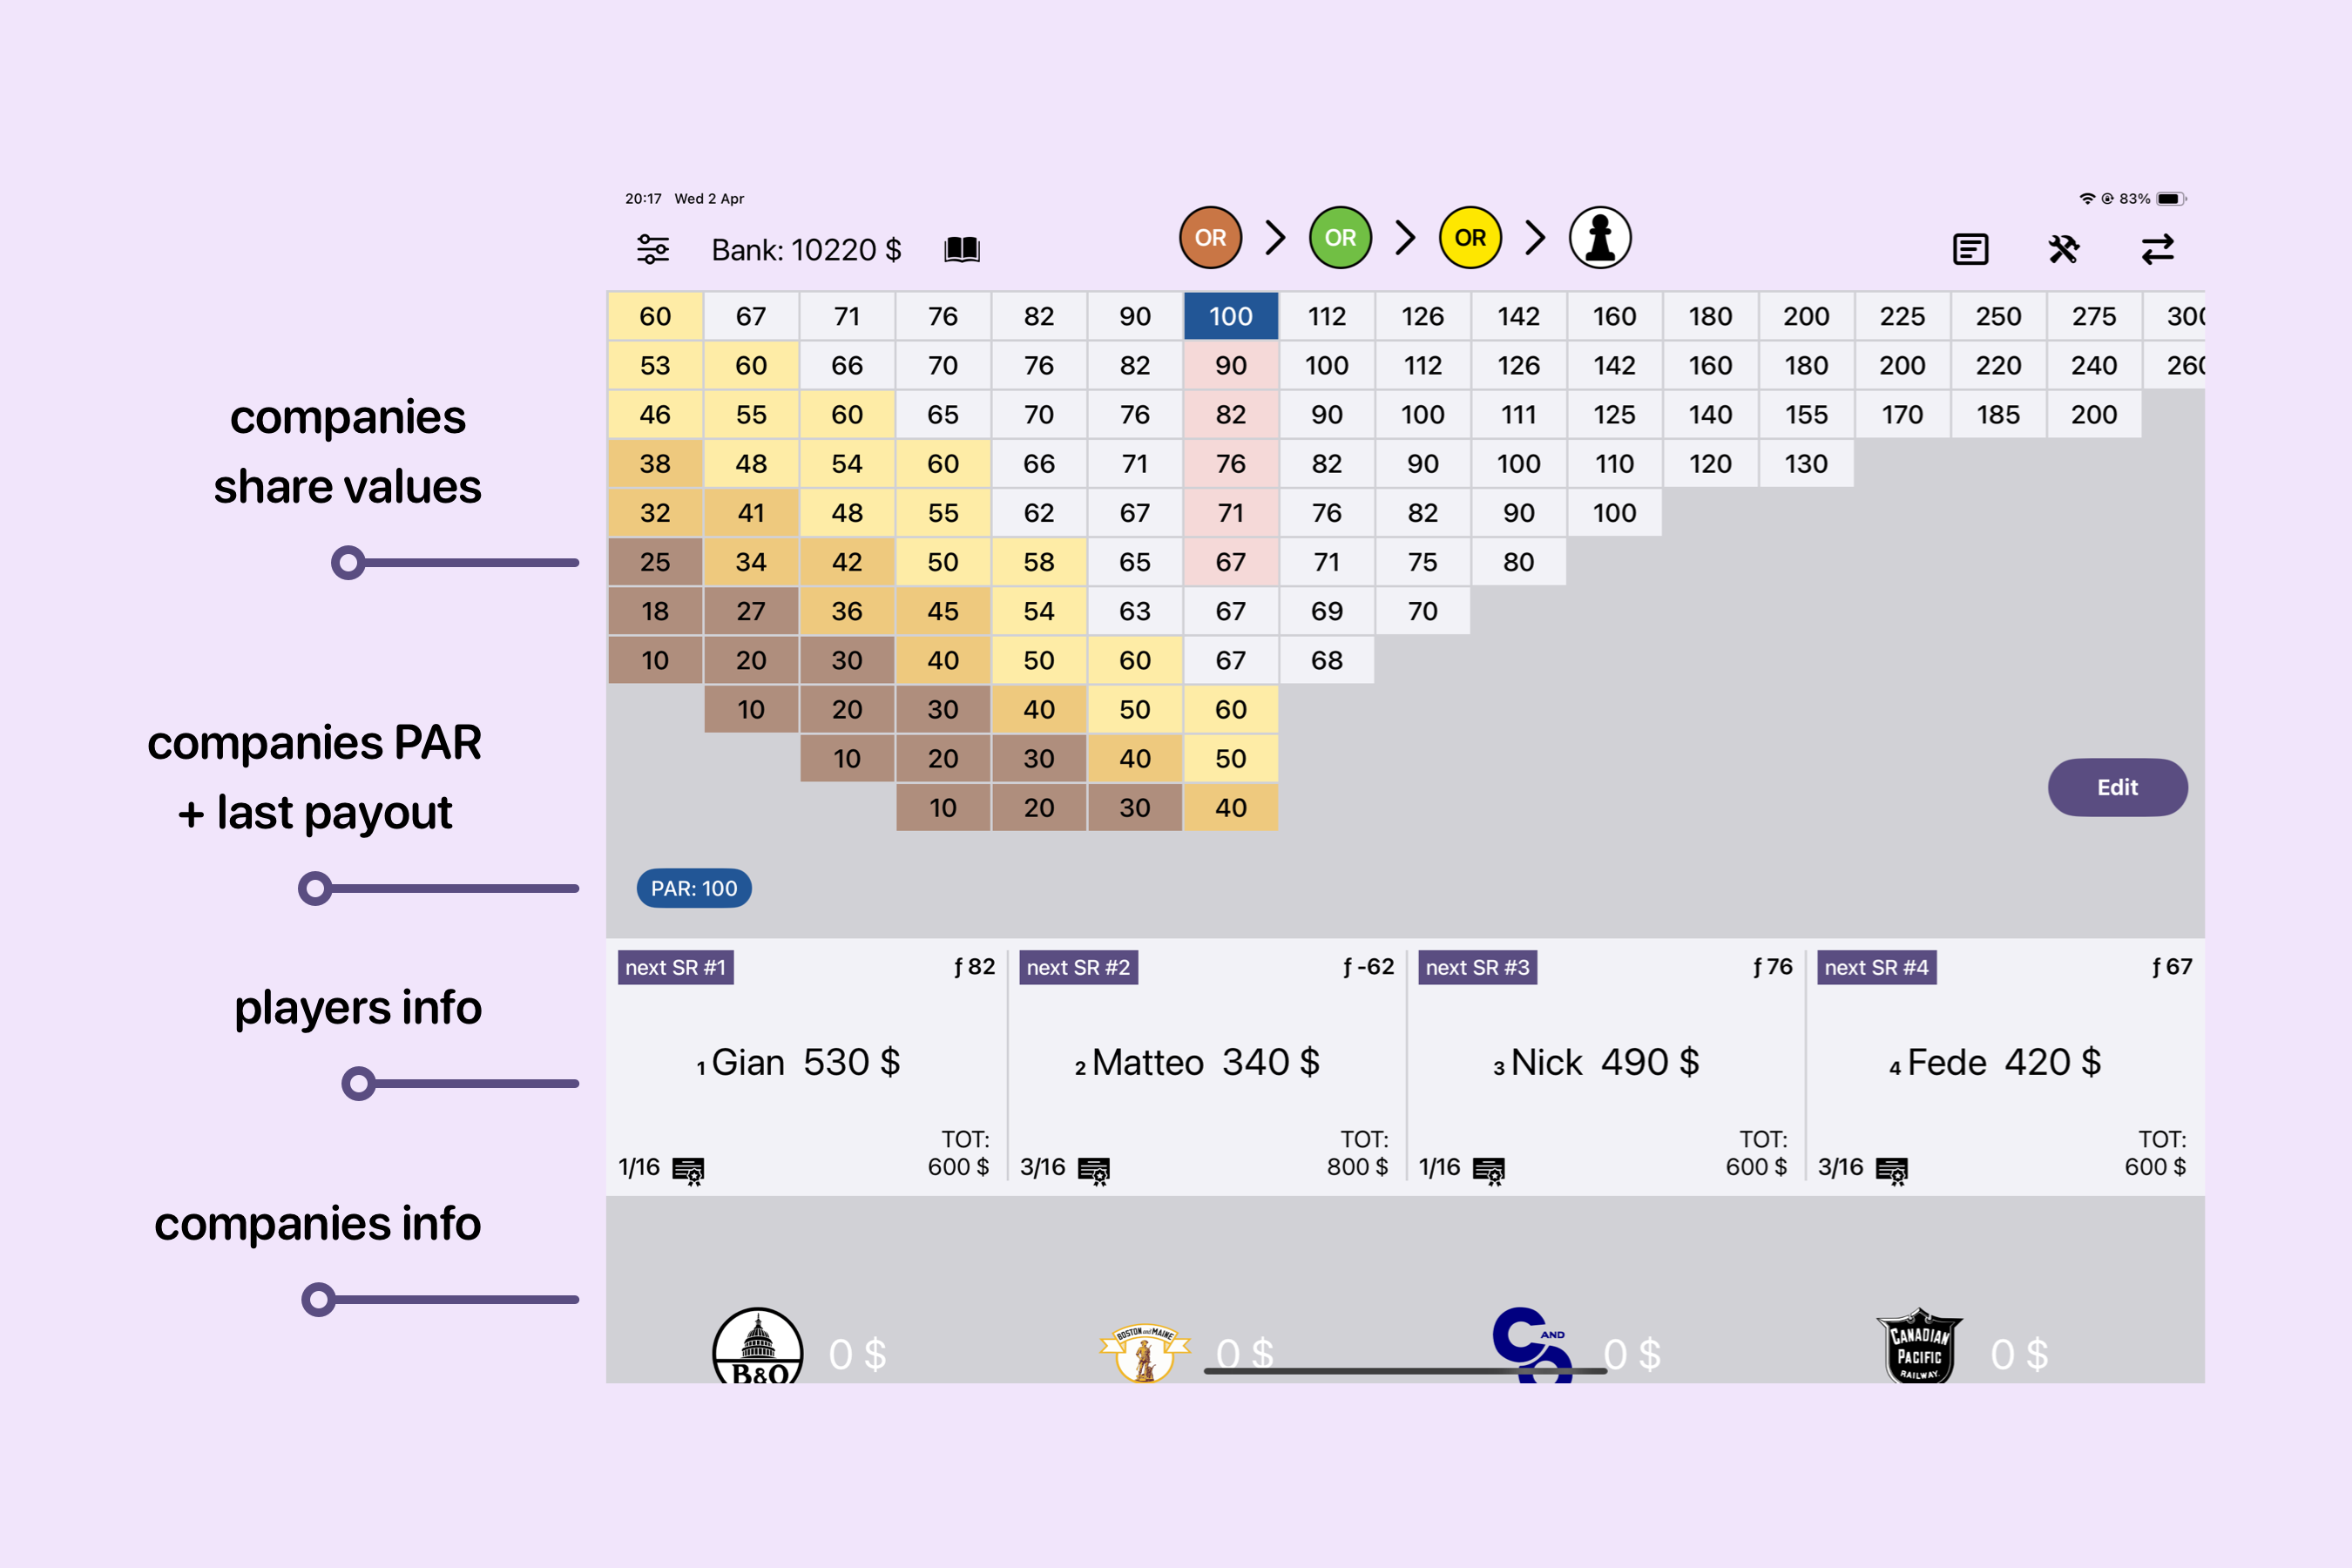 20:17 Wed 2 Apr
83%
Bank: 10220 $
OR
OR
OR
60 67 71 76 82 90 100 112 126 142 160 180 200 225 250 275 300
53 60 66 70 76 82 90 100 112 126 142 160 180 200 220 240 260
46 55 60 65 70 76 82 90 100 111 125 140 155 170 185 200
38 48 54 60 66 71 76 82 90 100 110 120 130
32 41 48 55 62 67 71 76 82 90 100
25 34 42 50 58 65 67 71 75 80
18 27 36 45 54 63 67 69 70
10 20 30 40 50 60 67 68
10 20 30 40 50 60
10 20 30 40 50
10 20 30 40
Edit
PAR: 100
companies
share values
companies PAR
+ last payout
players info
companies info
next SR #1 ƒ 82
1 Gian 530 $
TOT:
1/16 600 $
next SR #2 ƒ -62
2 Matteo 340 $
TOT:
3/16 800 $
next SR #3 ƒ 76
3 Nick 490 $
TOT:
1/16 600 $
next SR #4 ƒ 67
4 Fede 420 $
TOT:
3/16 600 $
B&O
0 $
BOSTON and MAINE
0 $
C AND O
0 $
CANADIAN
PACIFIC
RAILWAY
0 $